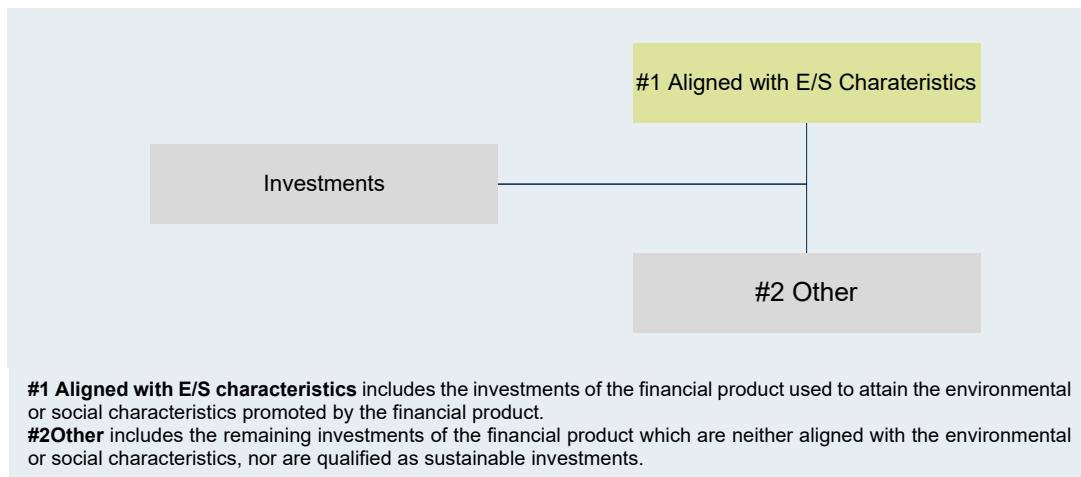 #1 Aligned with E/S Charateristics
Investments
#2 Other
#1 Aligned with E/S characteristics includes the investments of the financial product used to attain the environmental
or social characteristics promoted by the financial product.
#2Other includes the remaining investments of the financial product which are neither aligned with the environmental
or social characteristics, nor are qualified as sustainable investments.